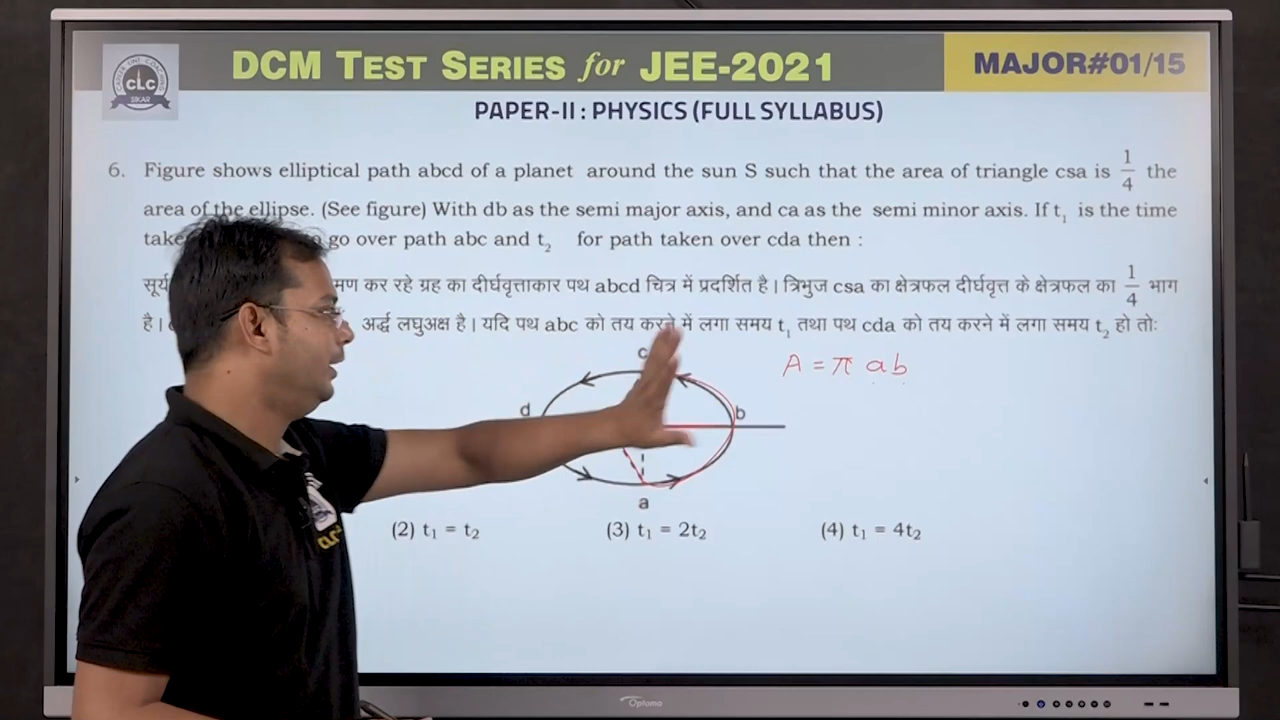 DCM TEST SERIES for JEE-2021
MAJOR#01/15
CLC
SIKAR
PAPER-II : PHYSICS (FULL SYLLABUS)
6. Figure shows elliptical path abcd of a planet around the sun S such that the area of triangle csa is 1/4 the
area of the ellipse. (See figure) With db as the semi major axis, and ca as the semi minor axis. If t₁ is the time
go over path abc and t₂ for path taken over cda then :
सूर्य कर रहे ग्रह का दीर्घवृत्ताकार पथ abcd चित्र में प्रदर्शित है। त्रिभुज csa का क्षेत्रफल दीर्घवृत्त के क्षेत्रफल का 1/4 भाग
है। अर्द्ध लघुअक्ष है। यदि पथ abc को तय करने में लगा समय t₁ तथा पथ cda को तय करने में लगा समय t₂ हो तोः
c
A = π ab
d
b
a
(2) t₁ = t₂
(3) t₁ = 2t₂
(4) t₁ = 4t₂
Optoma